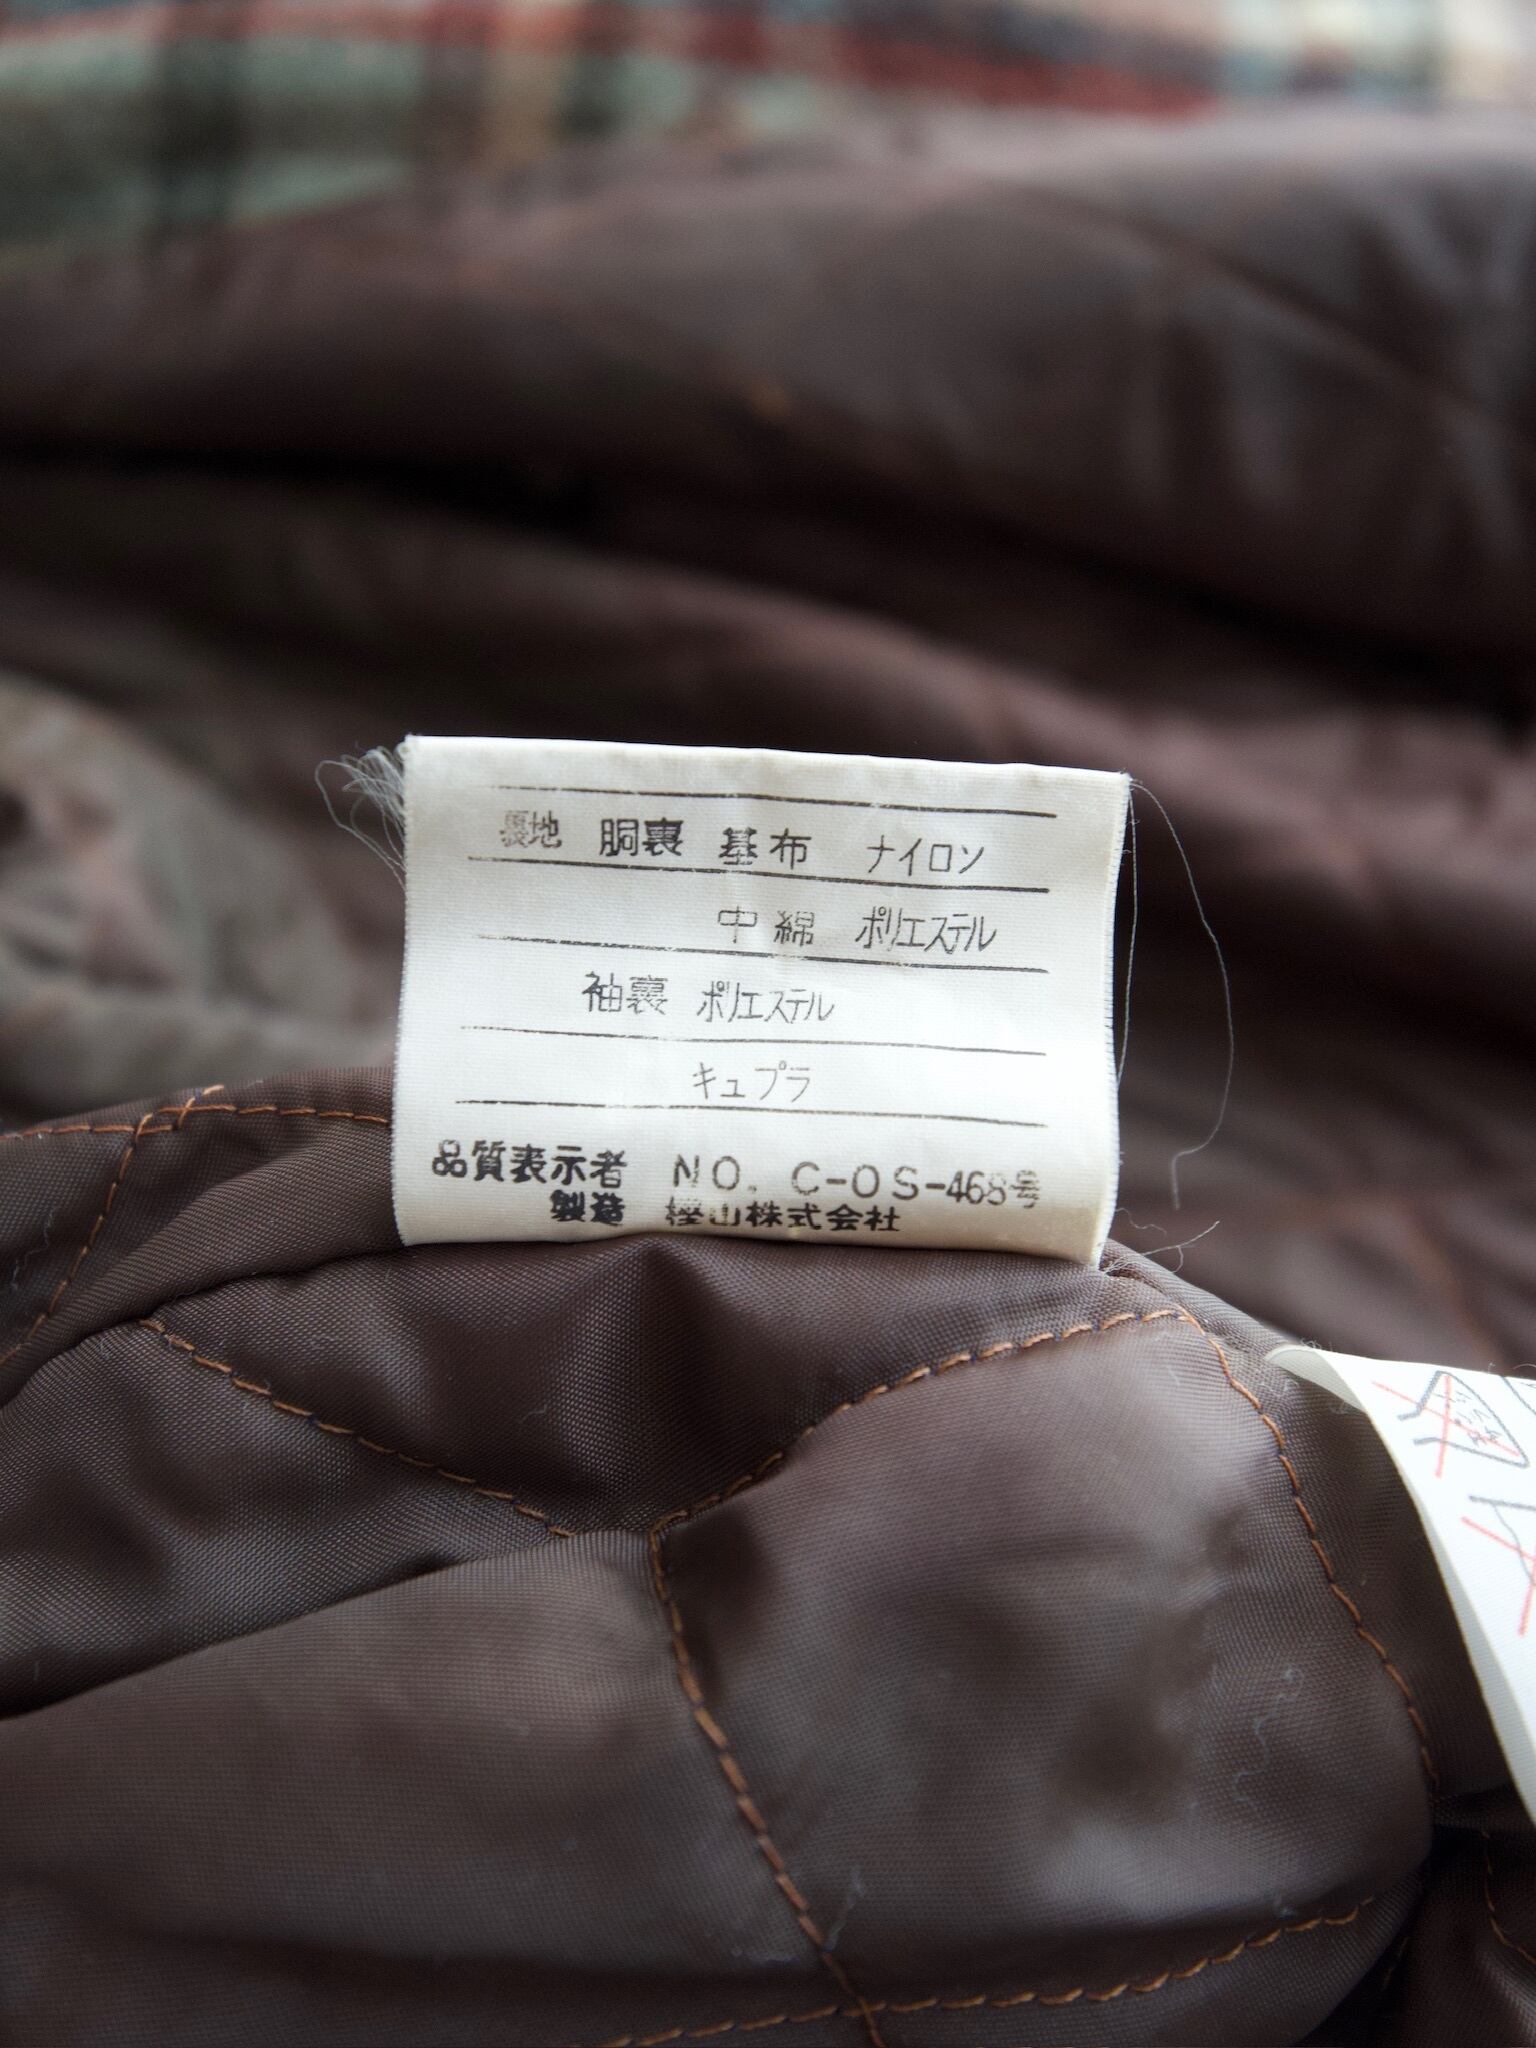 裏地 胴裏 基布 ナイロン
中綿 ポリエステル
袖裏 ポリエステル
キュプラ
品質表示者 NO. C-OS-468号
製造 樫山株式会社